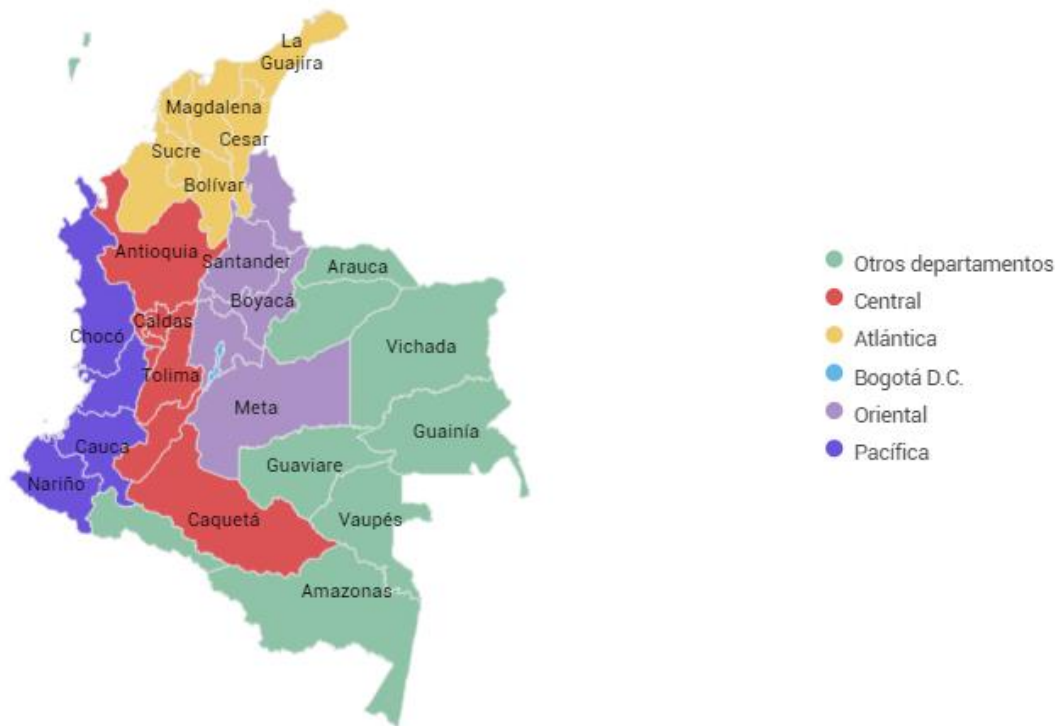 La
Guajira
Magdalena
Cesar
Sucre
Bolívar
Antioquia
Santander
Arauca
Boyacá
Caldas
Chocó
Vichada
Tolima
Meta
Guainía
Cauca
Guaviare
Nariño
Caquetá
Vaupés
Amazonas
Otros departamentos
Central
Atlántica
Bogotá D.C.
Oriental
Pacífica